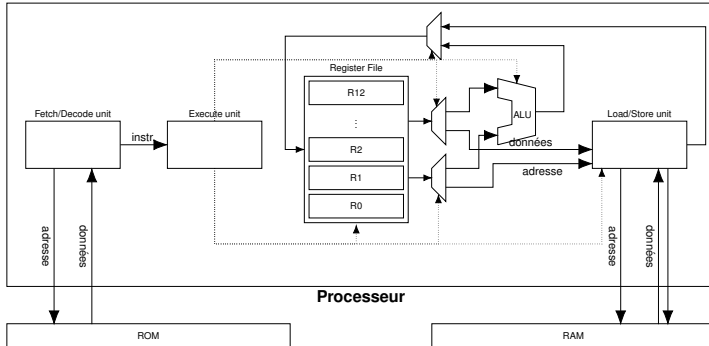 Register File
Fetch/Decode unit
Execute unit
R12
ALU
Load/Store unit
instr.
⋮
R2
données
R1
adresse
R0
adresse
données
adresse
données
Processeur
ROM
RAM